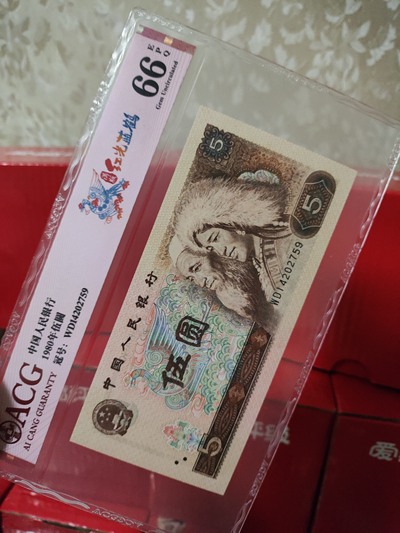 ACG
AI CANG GUARANTY
中国人民银行
1980年伍圓
冠号: WD14202759
红光蓝鹤
66
EPQ
Gem Uncirculated
5
5
WD14202759
中国人民银行
伍圆
5
爱